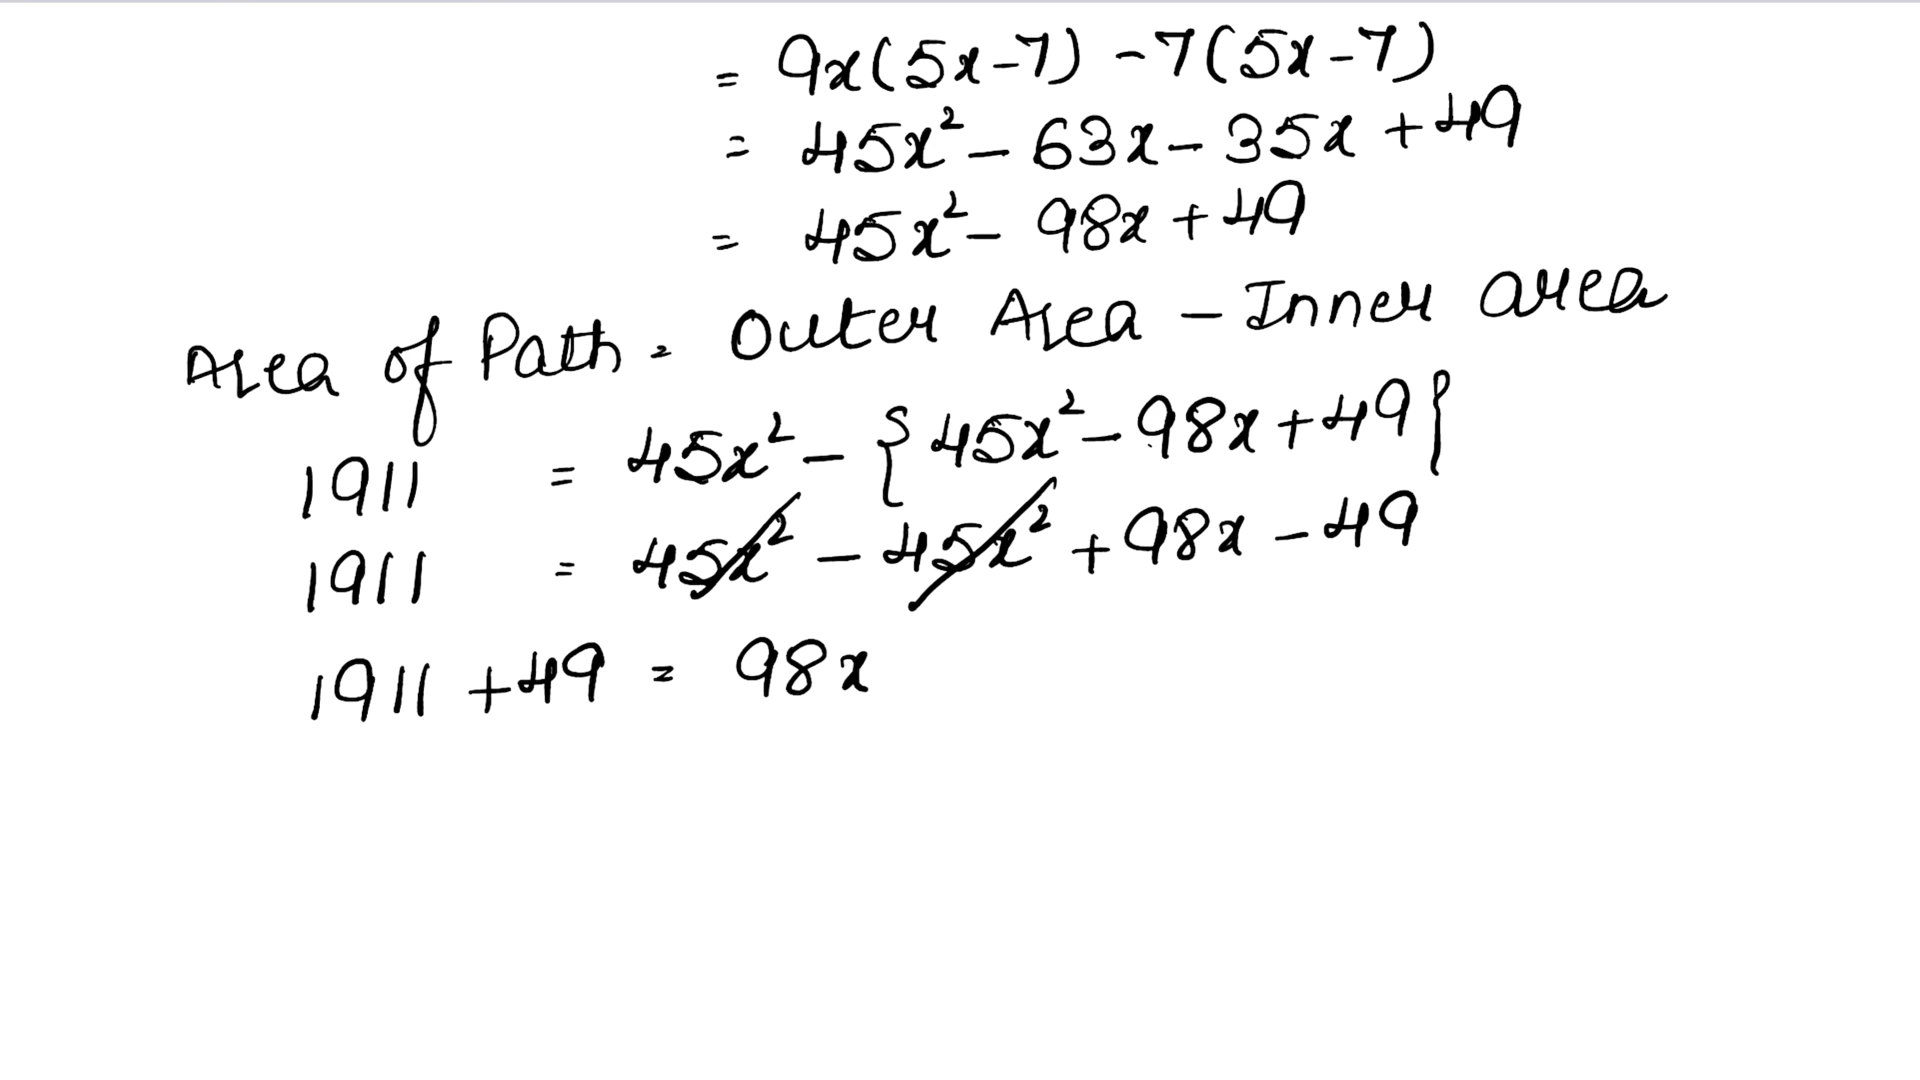 = 9x(5x-7) -7(5x-7)
= 45x² - 63x - 35x + 49
= 45x² - 98x + 49
Area of Path = Outer Area - Inner area
1911 = 45x² - {45x² - 98x + 49}
1911 = 45x² - 45x² + 98x - 49
1911 + 49 = 98x